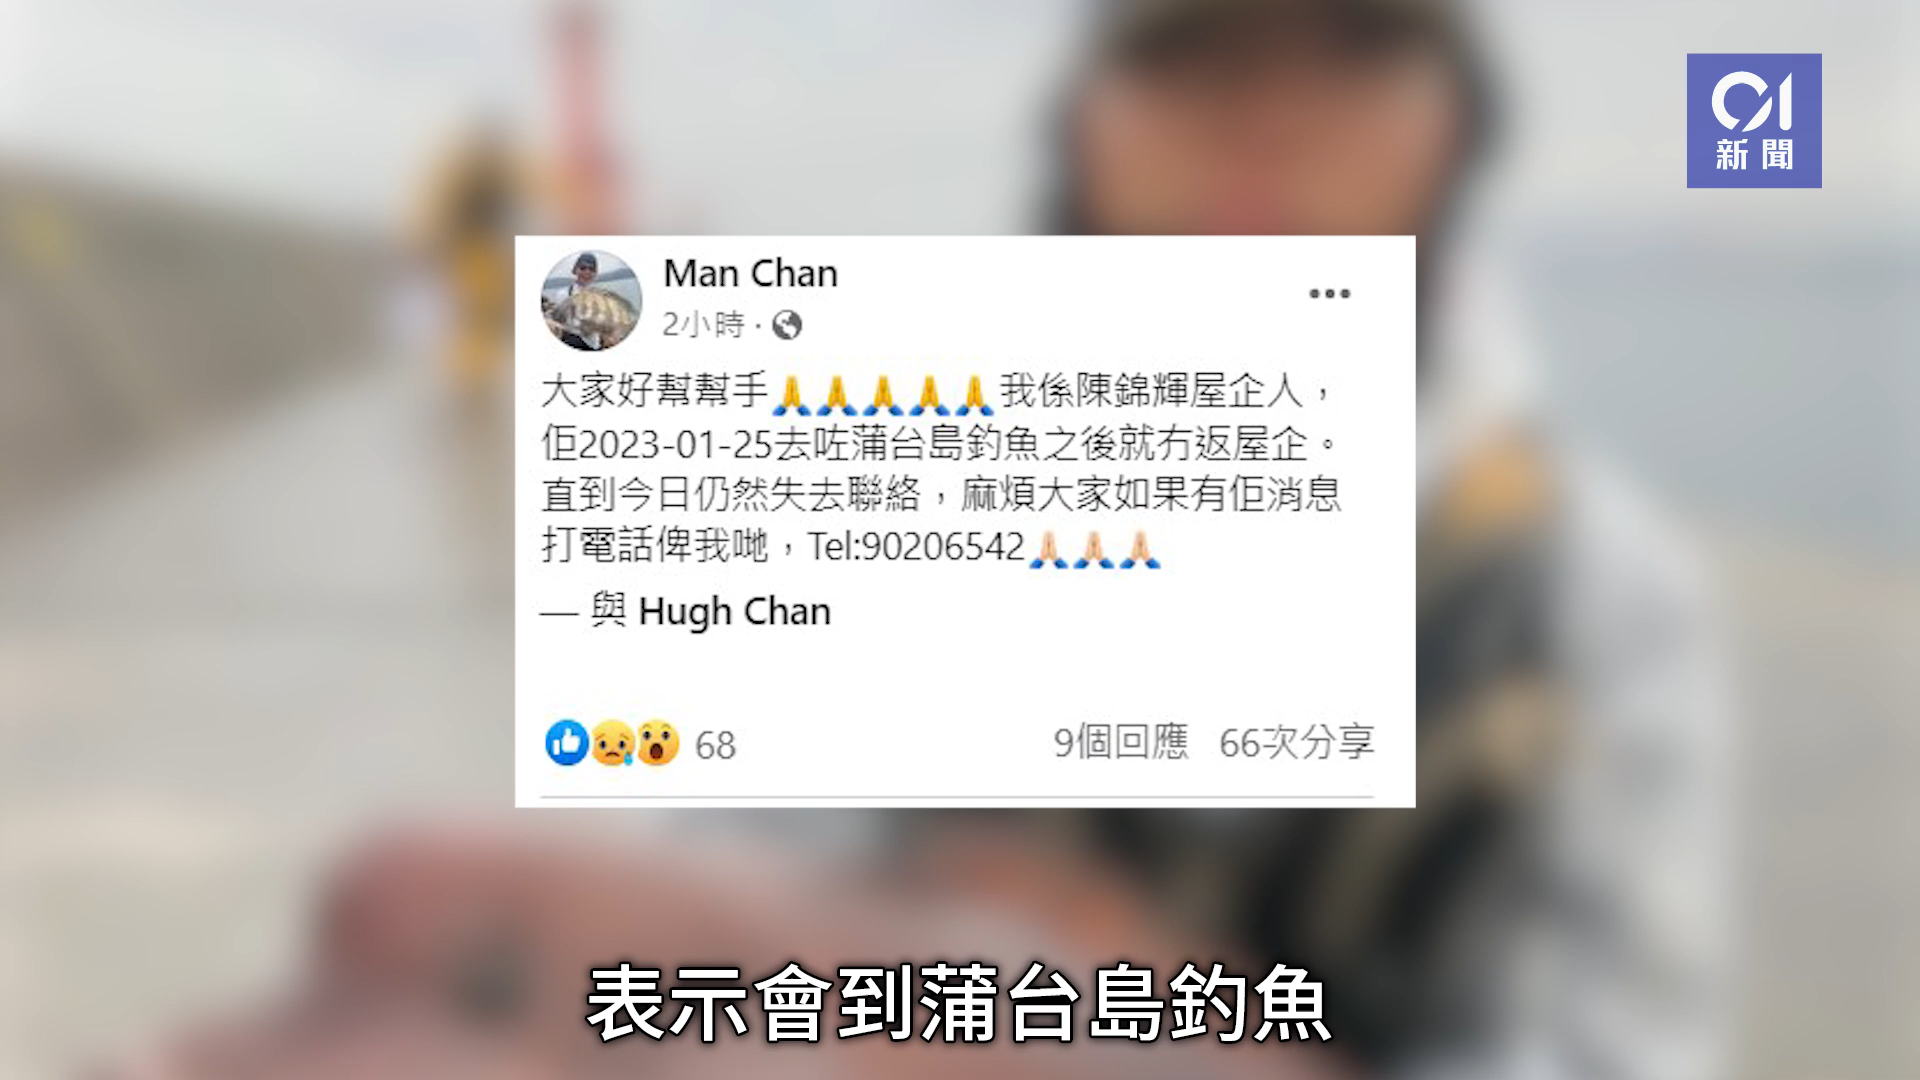 01
新聞
Man Chan
2小時 ·
大家好幫幫手🙏🙏🙏🙏🙏我係陳錦輝屋企人，
佢2023-01-25去咗蒲台島釣魚之後就冇返屋企。
直到今日仍然失去聯絡，麻煩大家如果有佢消息
打電話俾我哋，Tel:90206542🙏🏻🙏🏻🙏🏻
— 與 Hugh Chan
68
9個回應 66次分享
表示會到蒲台島釣魚